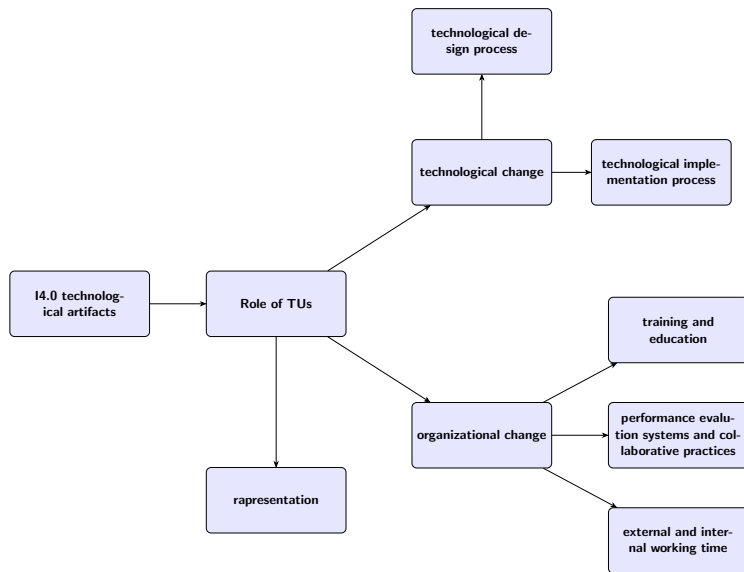 technological de-
sign process
technological change
technological imple-
mentation process
I4.0 technolog-
ical artifacts
Role of TUs
training and
education
organizational change
performance evalu-
tion systems and col-
laborative practices
rapresentation
external and inter-
nal working time